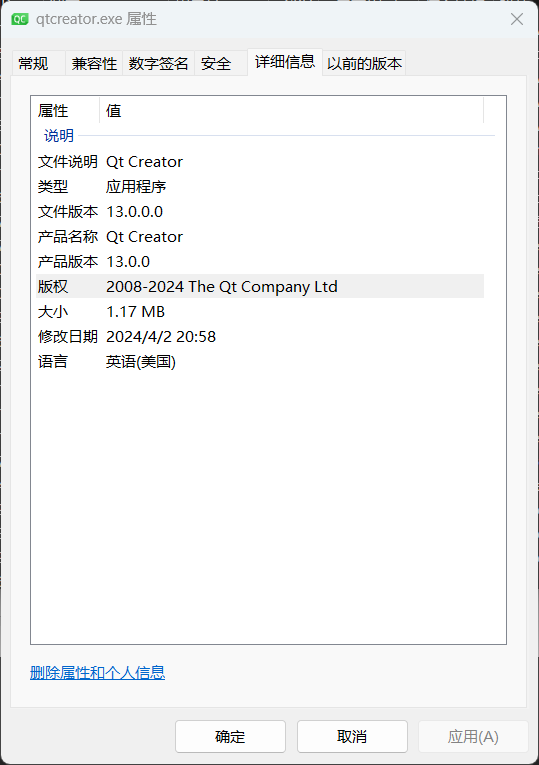 qtcreator.exe 属性
常规 兼容性 数字签名 安全 详细信息 以前的版本
属性 值
说明
文件说明 Qt Creator
类型 应用程序
文件版本 13.0.0.0
产品名称 Qt Creator
产品版本 13.0.0
版权 2008-2024 The Qt Company Ltd
大小 1.17 MB
修改日期 2024/4/2 20:58
语言 英语(美国)
删除属性和个人信息
确定 取消 应用(A)